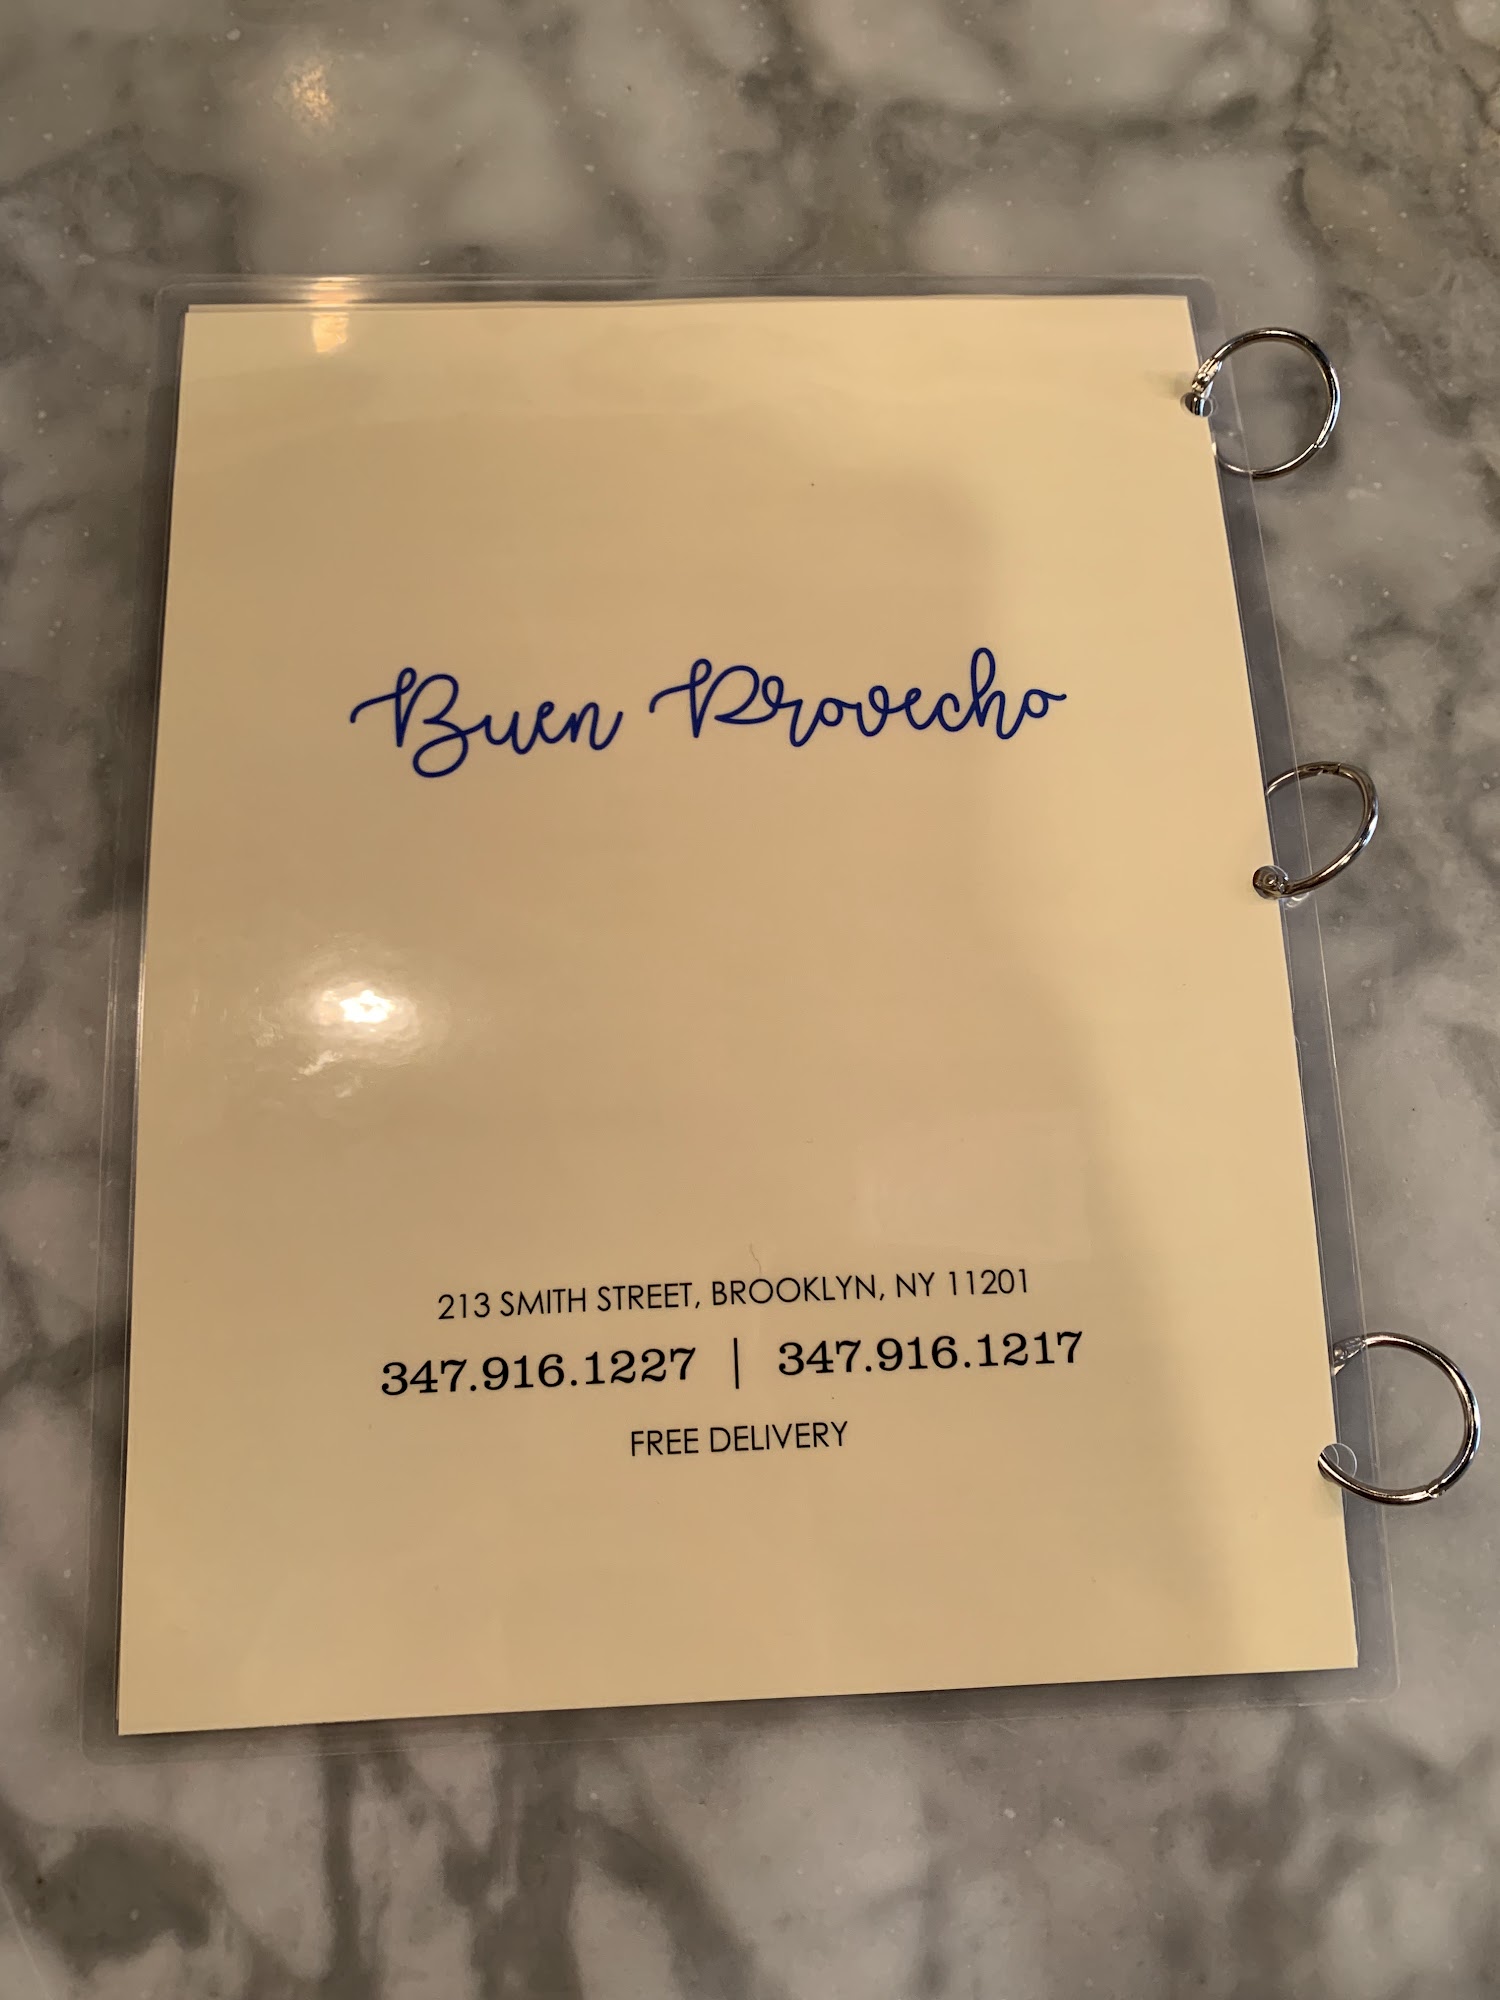 Buen Provecho
213 SMITH STREET, BROOKLYN, NY 11201
347.916.1227 | 347.916.1217
FREE DELIVERY